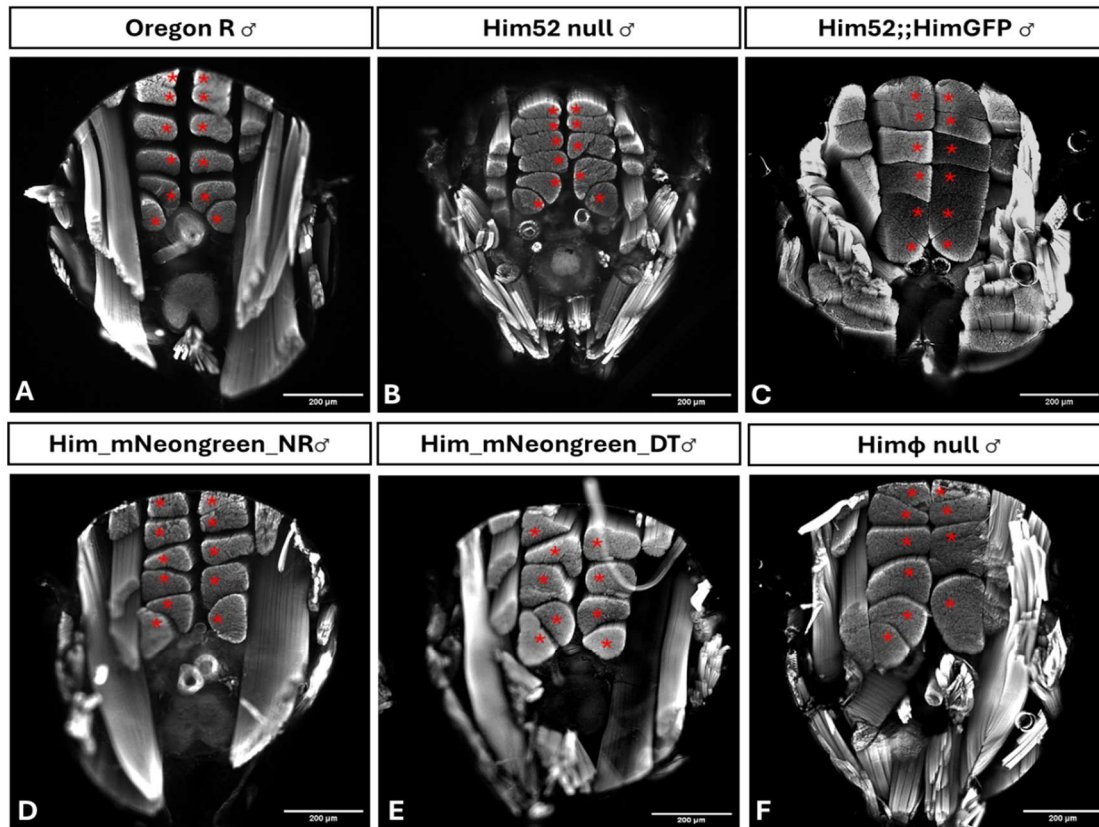 Oregon R ♂
Him52 null ♂
Him52;;HimGFP ♂
A
200 µm
B
200 µm
C
200 µm
Him_mNeongreen_NR♂
Him_mNeongreen_DT♂
Himϕ null ♂
D
200 µm
E
200 µm
F
200 µm